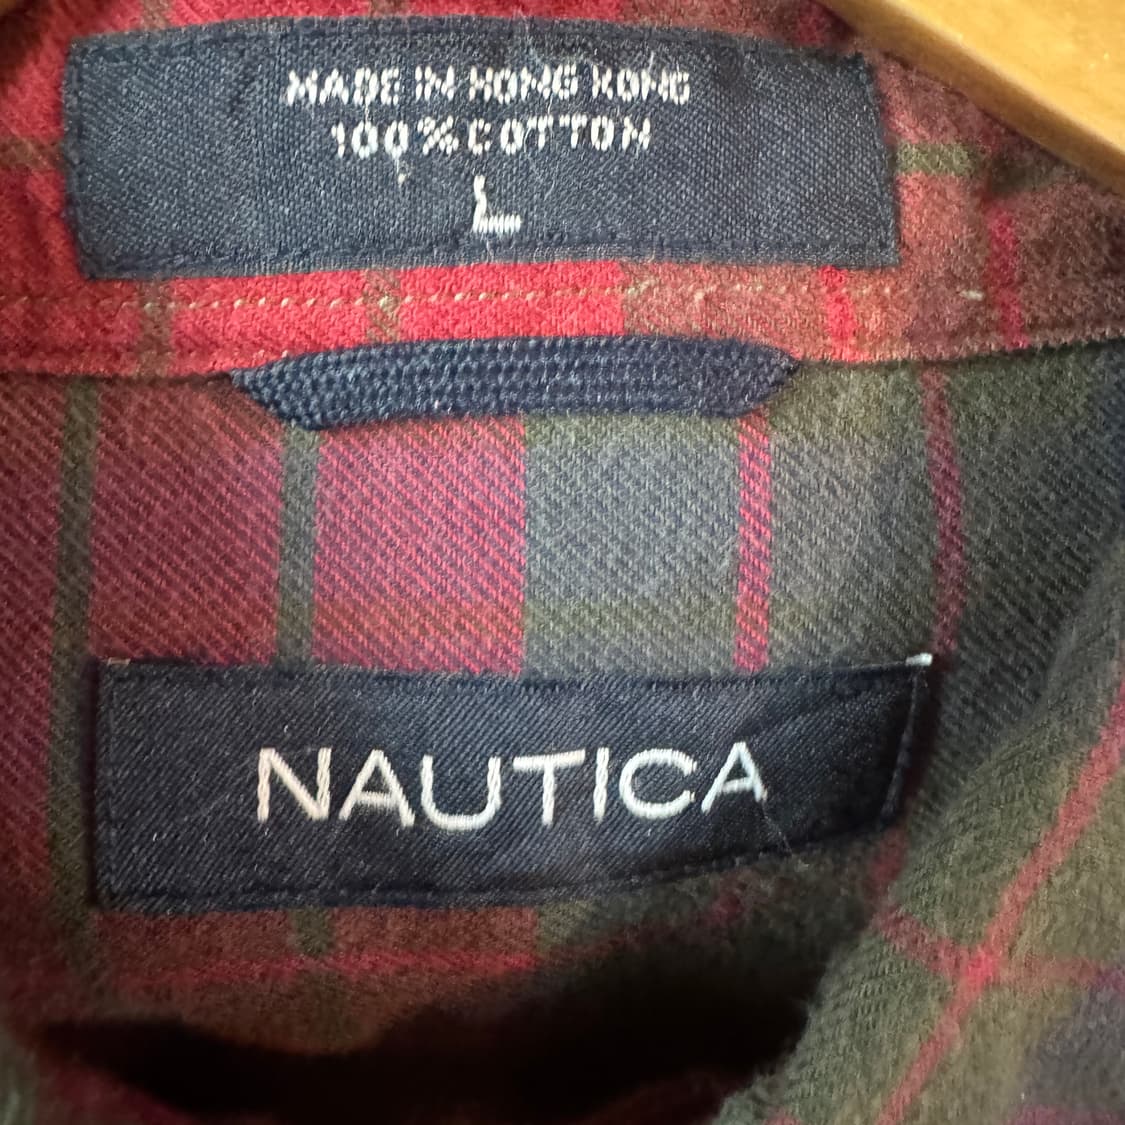 MADE IN HONG KONG
100% COTTON
L
NAUTICA